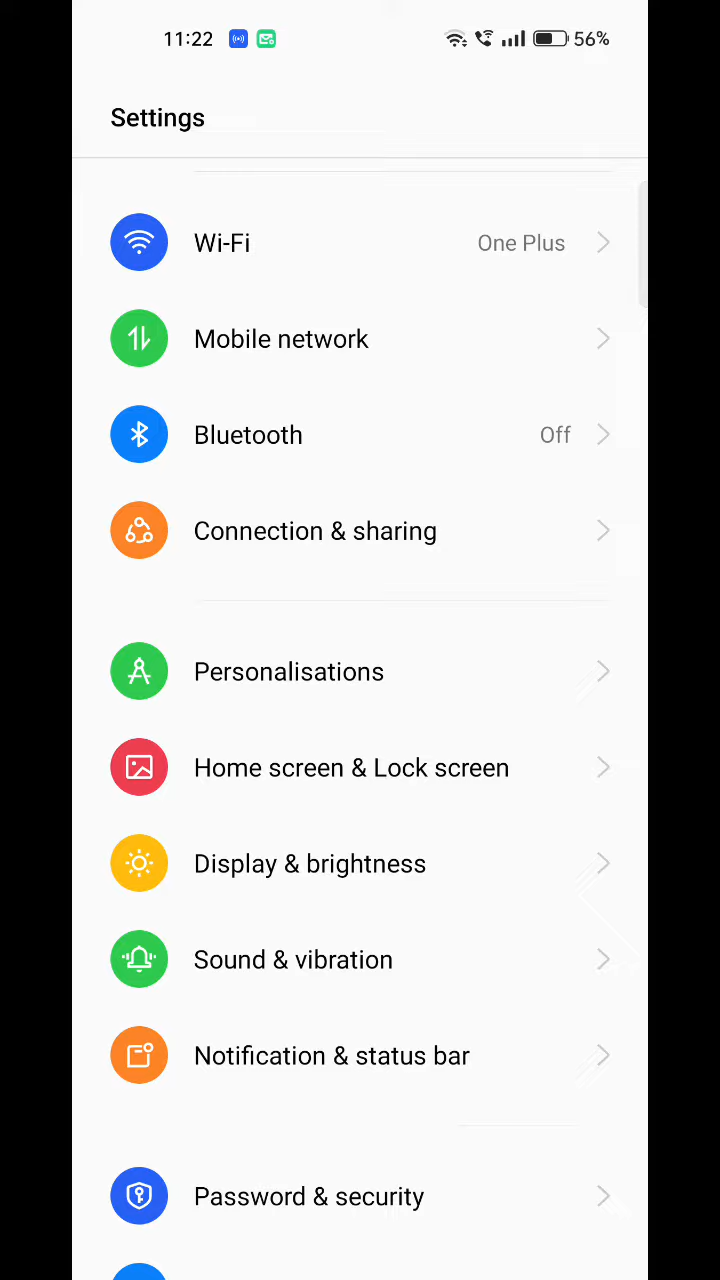 11:22 56%
Settings
Wi-Fi One Plus
Mobile network
Bluetooth Off
Connection & sharing
Personalisations
Home screen & Lock screen
Display & brightness
Sound & vibration
Notification & status bar
Password & security